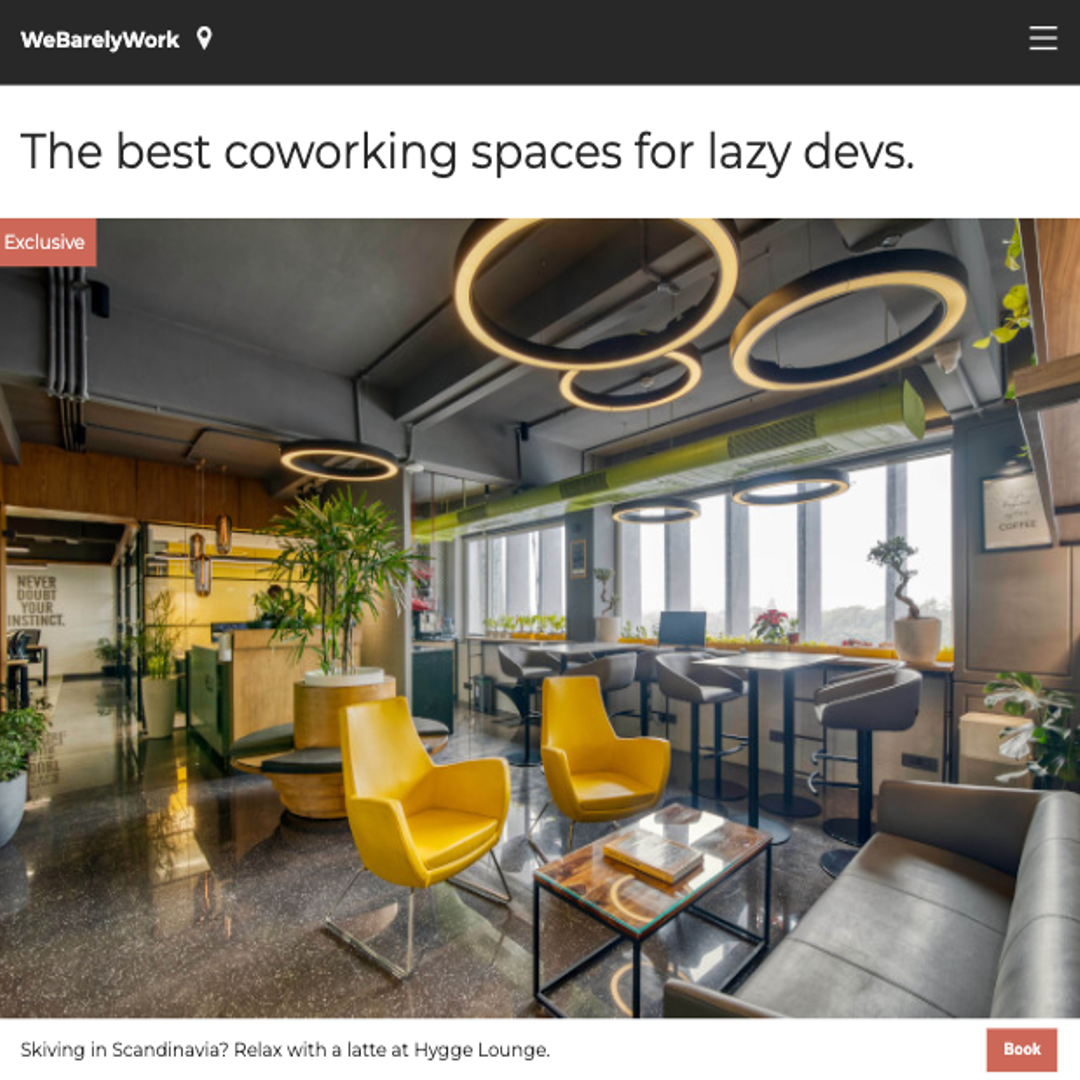 WeBarelyWork
The best coworking spaces for lazy devs.
Exclusive
NEVER
DOUBT
YOUR
INSTINCT.
COFFEE
Skiving in Scandinavia? Relax with a latte at Hygge Lounge.
Book